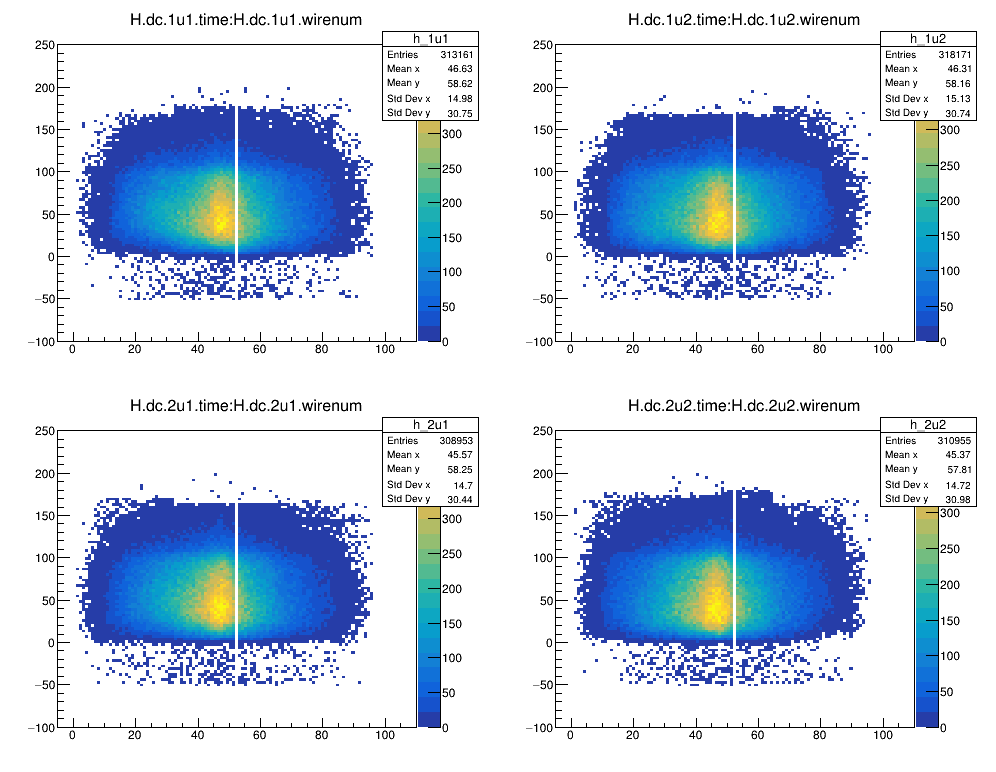 H.dc.1u1.time:H.dc.1u1.wirenum
h_1u1
Entries 313161
Mean x 46.63
Mean y 58.62
Std Dev x 14.98
Std Dev y 30.75
250
200
150
100
50
0
−50
−100
0 20 40 60 80 100
300
250
200
150
100
50
0
H.dc.1u2.time:H.dc.1u2.wirenum
h_1u2
Entries 318171
Mean x 46.31
Mean y 58.16
Std Dev x 15.13
Std Dev y 30.74
250
200
150
100
50
0
−50
−100
0 20 40 60 80 100
300
250
200
150
100
50
0
H.dc.2u1.time:H.dc.2u1.wirenum
h_2u1
Entries 308953
Mean x 45.57
Mean y 58.25
Std Dev x 14.7
Std Dev y 30.44
250
200
150
100
50
0
−50
−100
0 20 40 60 80 100
300
250
200
150
100
50
0
H.dc.2u2.time:H.dc.2u2.wirenum
h_2u2
Entries 310955
Mean x 45.37
Mean y 57.81
Std Dev x 14.72
Std Dev y 30.98
250
200
150
100
50
0
−50
−100
0 20 40 60 80 100
300
250
200
150
100
50
0